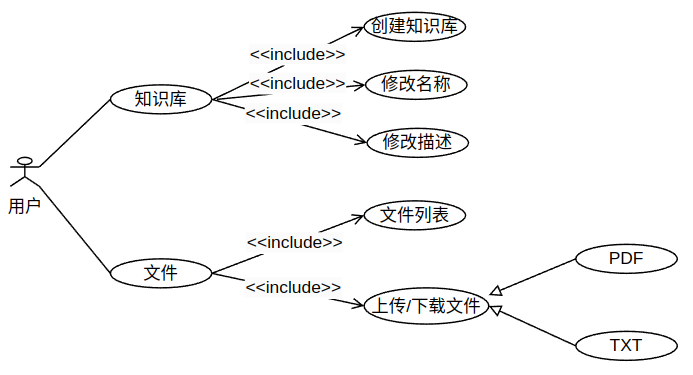 创建知识库
<<include>>
知识库
<<include>>
修改名称
<<include>>
修改描述
用户
文件列表
<<include>>
文件
<<include>>
上传/下载文件
PDF
TXT